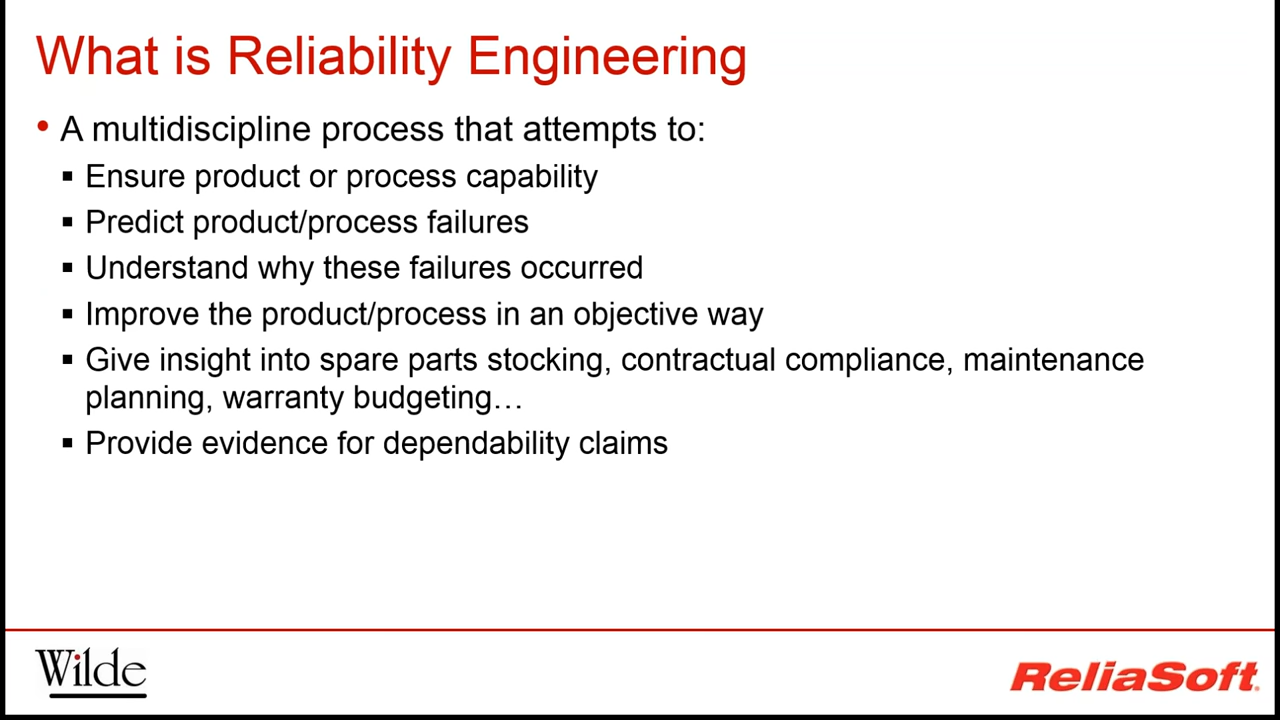 What is Reliability Engineering
• A multidiscipline process that attempts to:
▪ Ensure product or process capability
▪ Predict product/process failures
▪ Understand why these failures occurred
▪ Improve the product/process in an objective way
▪ Give insight into spare parts stocking, contractual compliance, maintenance
planning, warranty budgeting…
▪ Provide evidence for dependability claims
Wilde
ReliaSoft